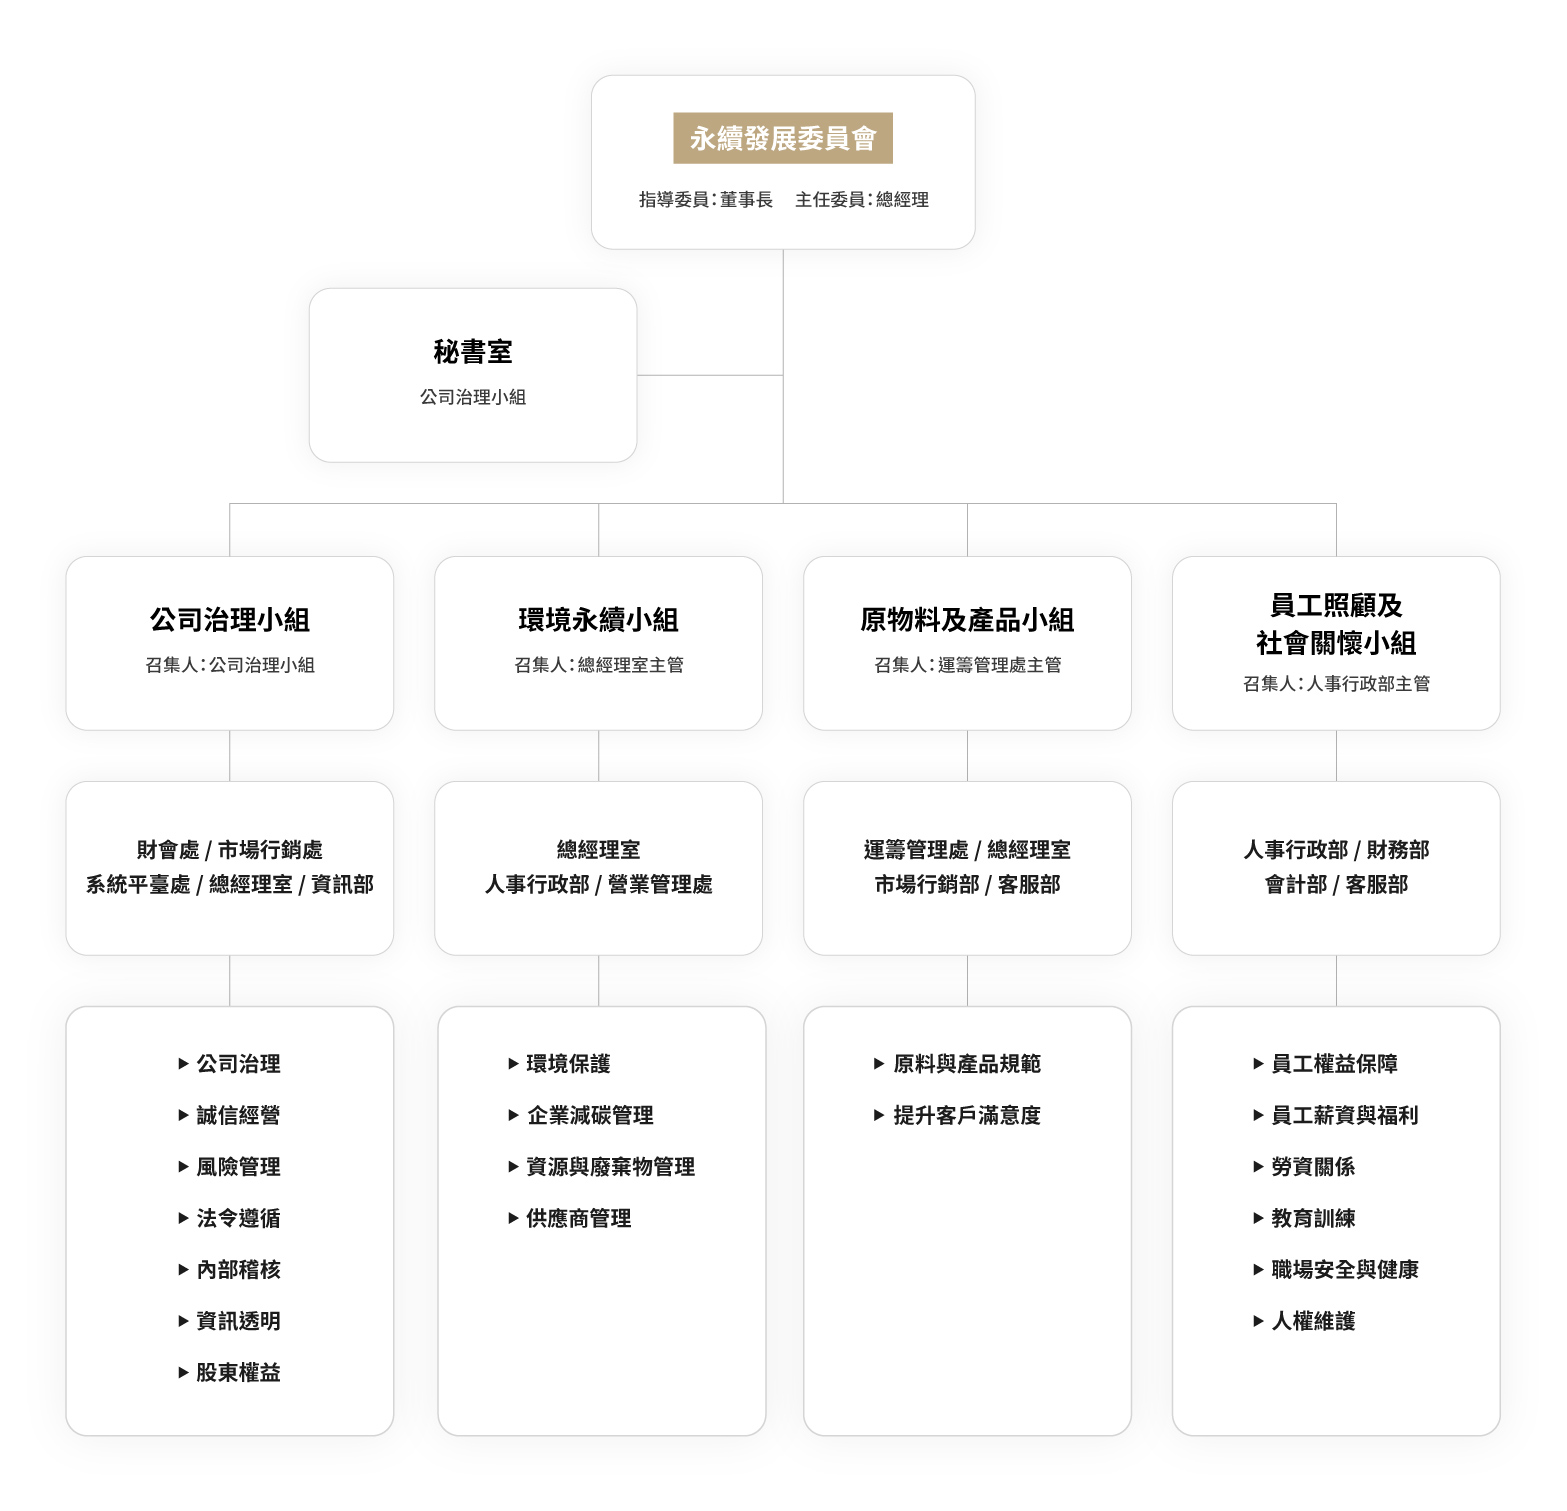 永續發展委員會
指導委員：董事長　主任委員：總經理
秘書室
公司治理小組
公司治理小組
召集人：公司治理小組
環境永續小組
召集人：總經理室主管
原物料及產品小組
召集人：運籌管理處主管
員工照顧及
社會關懷小組
召集人：人事行政部主管
財會處 / 市場行銷處
系統平臺處 / 總經理室 / 資訊部
總經理室
人事行政部 / 營業管理處
運籌管理處 / 總經理室
市場行銷部 / 客服部
人事行政部 / 財務部
會計部 / 客服部
▶ 公司治理
▶ 誠信經營
▶ 風險管理
▶ 法令遵循
▶ 內部稽核
▶ 資訊透明
▶ 股東權益
▶ 環境保護
▶ 企業減碳管理
▶ 資源與廢棄物管理
▶ 供應商管理
▶ 原料與產品規範
▶ 提升客戶滿意度
▶ 員工權益保障
▶ 員工薪資與福利
▶ 勞資關係
▶ 教育訓練
▶ 職場安全與健康
▶ 人權維護